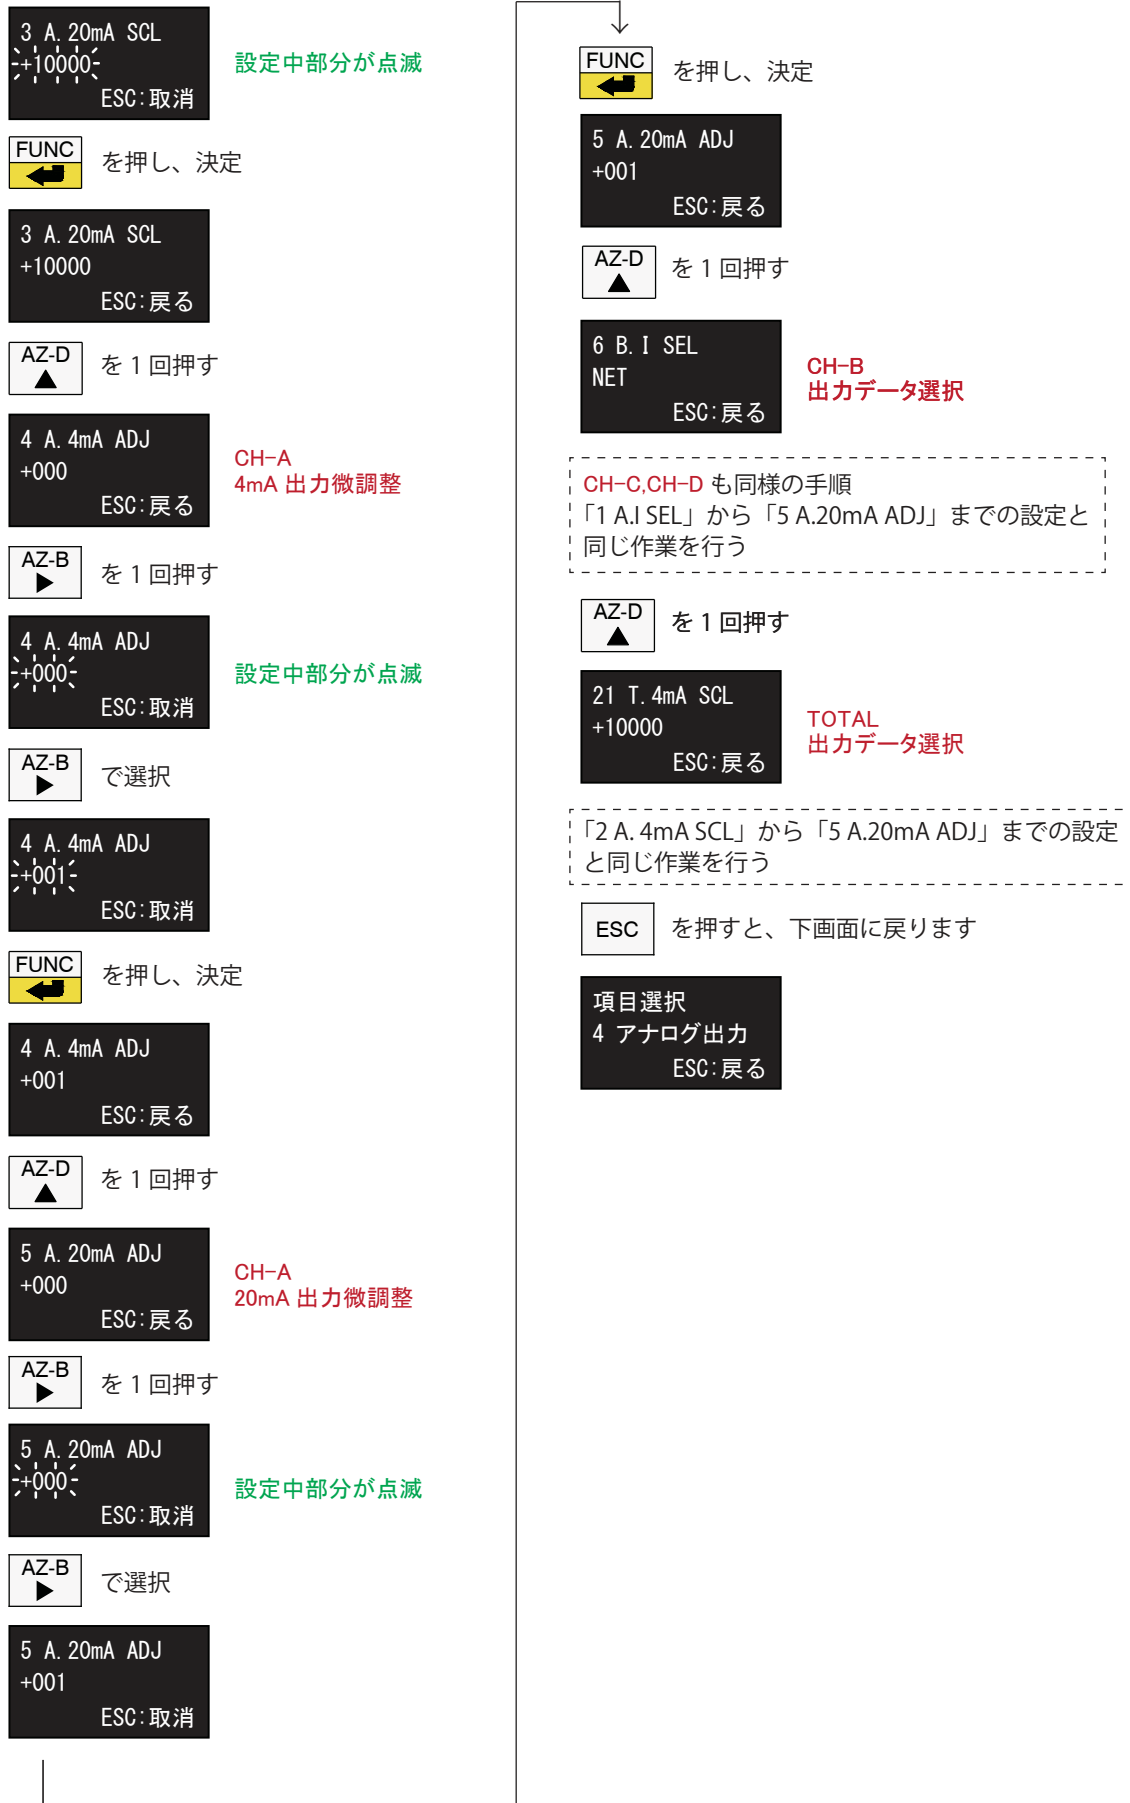 3 A.20mA SCL
+10000
ESC:取消
設定中部分が点滅
FUNC
を押し、決定
3 A.20mA SCL
+10000
ESC:戻る
AZ-D
を 1 回押す
4 A.4mA ADJ
+000
ESC:戻る
CH-A
4mA 出力微調整
AZ-B
を 1 回押す
4 A.4mA ADJ
+000
ESC:取消
設定中部分が点滅
AZ-B
で選択
4 A.4mA ADJ
+001
ESC:取消
FUNC
を押し、決定
4 A.4mA ADJ
+001
ESC:戻る
AZ-D
を 1 回押す
5 A.20mA ADJ
+000
ESC:戻る
CH-A
20mA 出力微調整
AZ-B
を 1 回押す
5 A.20mA ADJ
+000
ESC:取消
設定中部分が点滅
AZ-B
で選択
5 A.20mA ADJ
+001
ESC:取消
FUNC
を押し、決定
5 A.20mA ADJ
+001
ESC:戻る
AZ-D
を 1 回押す
6 B.I SEL
NET
ESC:戻る
CH-B
出力データ選択
CH-C,CH-D も同様の手順
「1 A.I SEL」から「5 A.20mA ADJ」までの設定と
同じ作業を行う
AZ-D
を 1 回押す
21 T.4mA SCL
+10000
ESC:戻る
TOTAL
出力データ選択
「2 A. 4mA SCL」から「5 A.20mA ADJ」までの設定
と同じ作業を行う
ESC
を押すと、下画面に戻ります
項目選択
4 アナログ出力
ESC:戻る